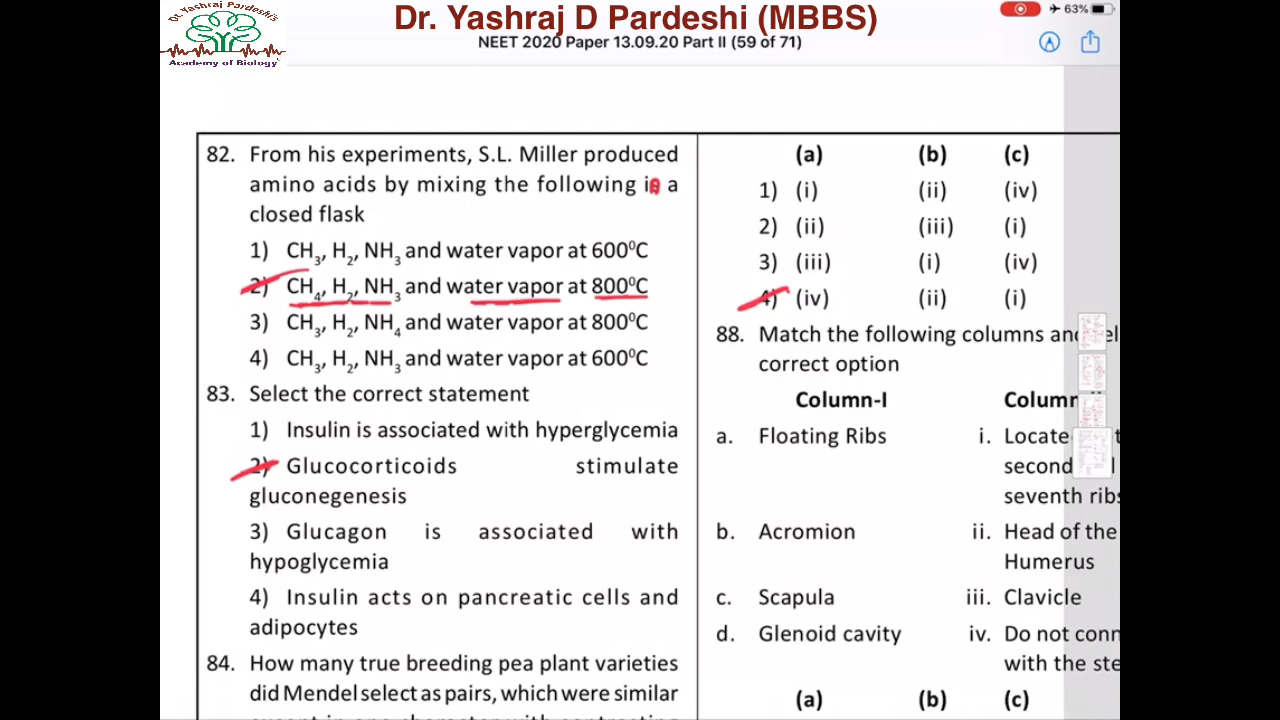 Dr. Yashraj Pardeshi's
Academy of Biology
Dr. Yashraj D Pardeshi (MBBS)
NEET 2020 Paper 13.09.20 Part II (59 of 71)
63%
82. From his experiments, S.L. Miller produced
amino acids by mixing the following in a
closed flask
1) CH3, H2, NH3 and water vapor at 600⁰C
2) CH4, H2, NH3 and water vapor at 800⁰C
3) CH3, H2, NH4 and water vapor at 800⁰C
4) CH3, H2, NH3 and water vapor at 600⁰C
83. Select the correct statement
1) Insulin is associated with hyperglycemia
2) Glucocorticoids stimulate
gluconegenesis
3) Glucagon is associated with
hypoglycemia
4) Insulin acts on pancreatic cells and
adipocytes
84. How many true breeding pea plant varieties
did Mendel select as pairs, which were similar
(a) (b) (c)
1) (i) (ii) (iv)
2) (ii) (iii) (i)
3) (iii) (i) (iv)
4) (iv) (ii) (i)
88. Match the following columns and
correct option
Column-I Colum
a. Floating Ribs i. Locate
second
seventh ribs
b. Acromion ii. Head of the
Humerus
c. Scapula iii. Clavicle
d. Glenoid cavity iv. Do not conn
with the ste
(a) (b) (c)